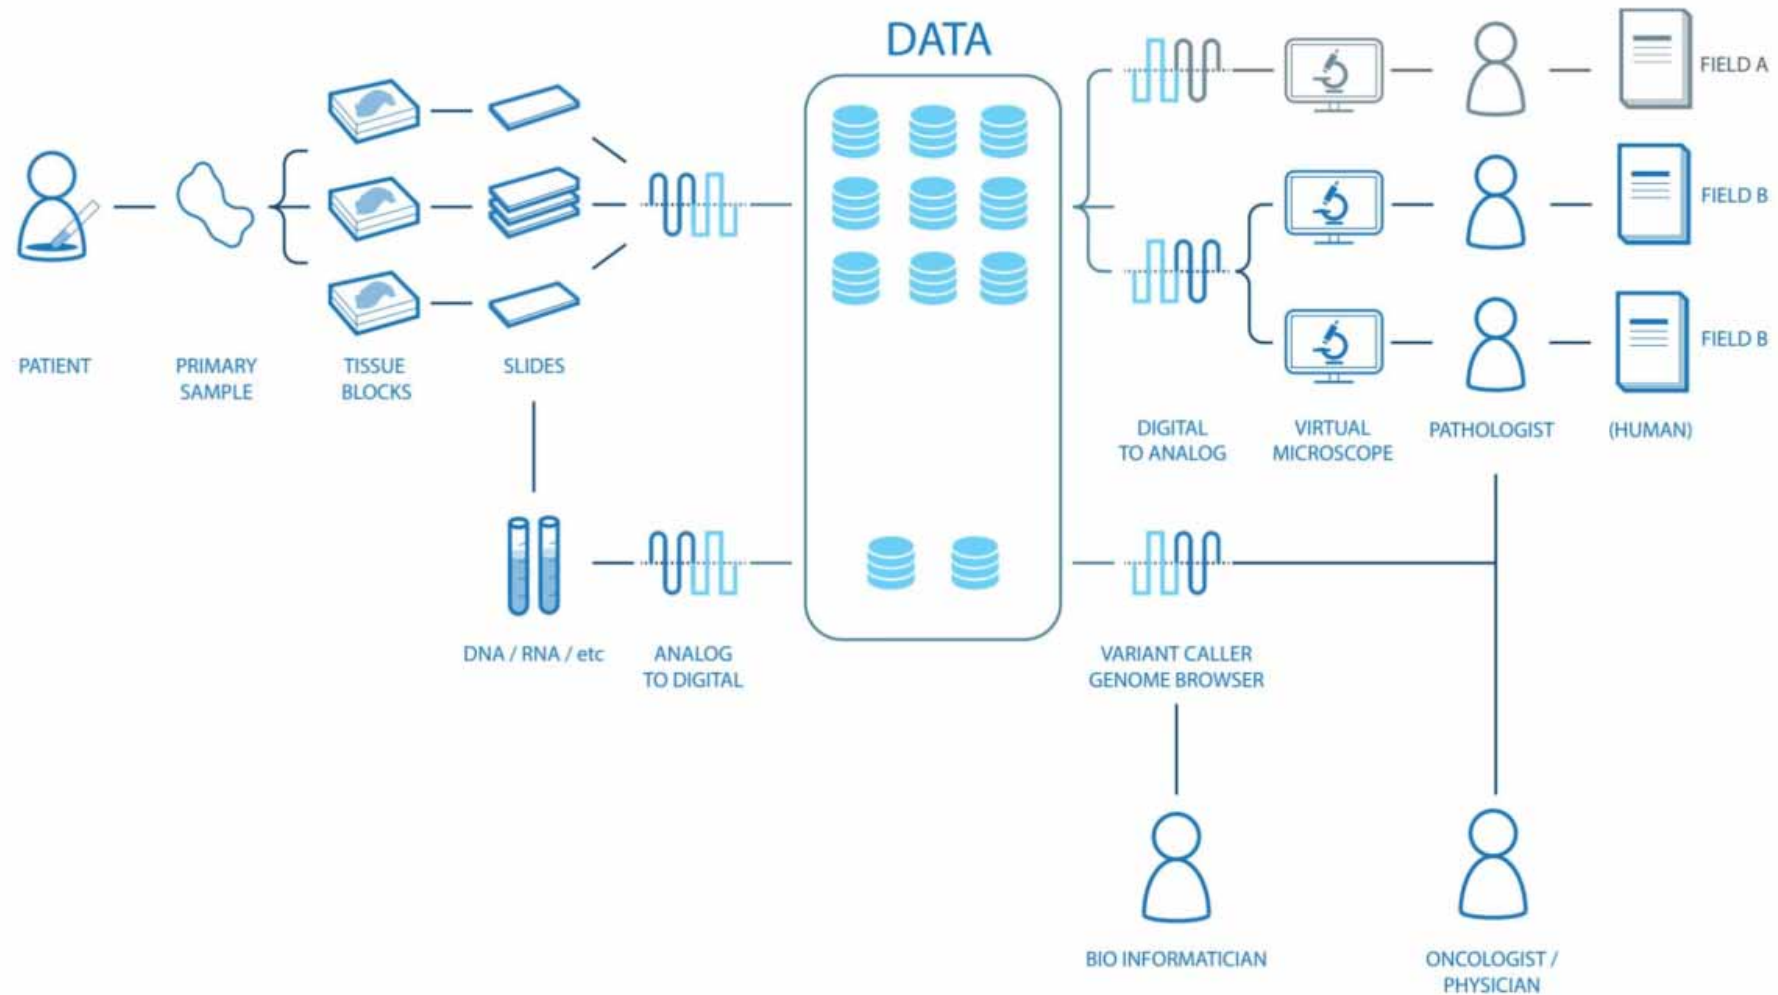 DATA
FIELD A
FIELD B
FIELD B
PATIENT
PRIMARY
SAMPLE
TISSUE
BLOCKS
SLIDES
DIGITAL
TO ANALOG
VIRTUAL
MICROSCOPE
PATHOLOGIST
(HUMAN)
DNA / RNA / etc
ANALOG
TO DIGITAL
VARIANT CALLER
GENOME BROWSER
BIO INFORMATICIAN
ONCOLOGIST /
PHYSICIAN